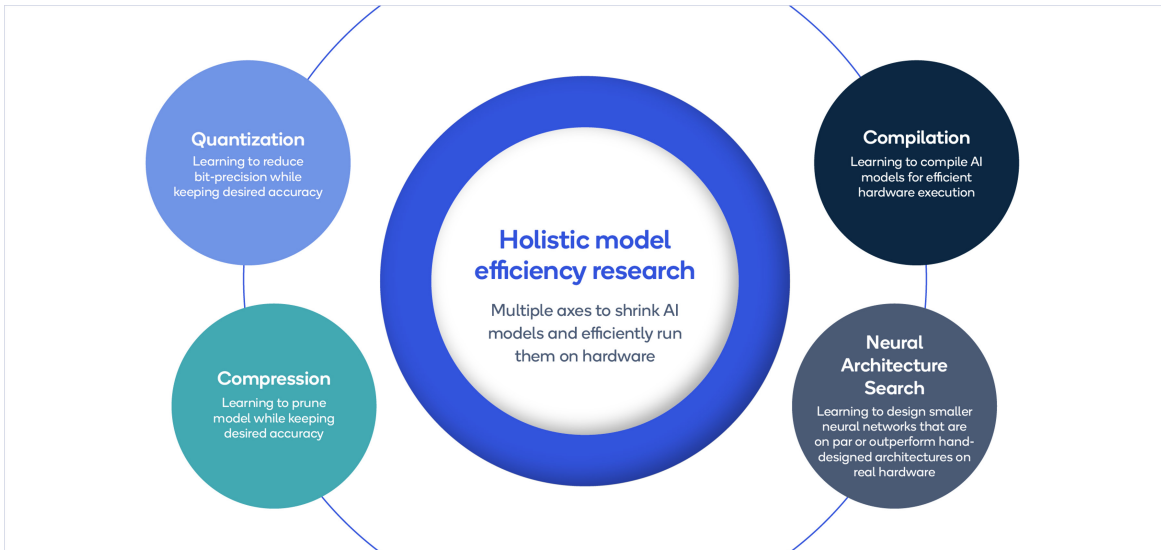 Quantization
Learning to reduce
bit-precision while
keeping desired accuracy
Compression
Learning to prune
model while keeping
desired accuracy
Holistic model
efficiency research
Multiple axes to shrink AI
models and efficiently run
them on hardware
Compilation
Learning to compile AI
models for efficient
hardware execution
Neural
Architecture
Search
Learning to design smaller
neural networks that are
on par or outperform hand-
designed architectures on
real hardware